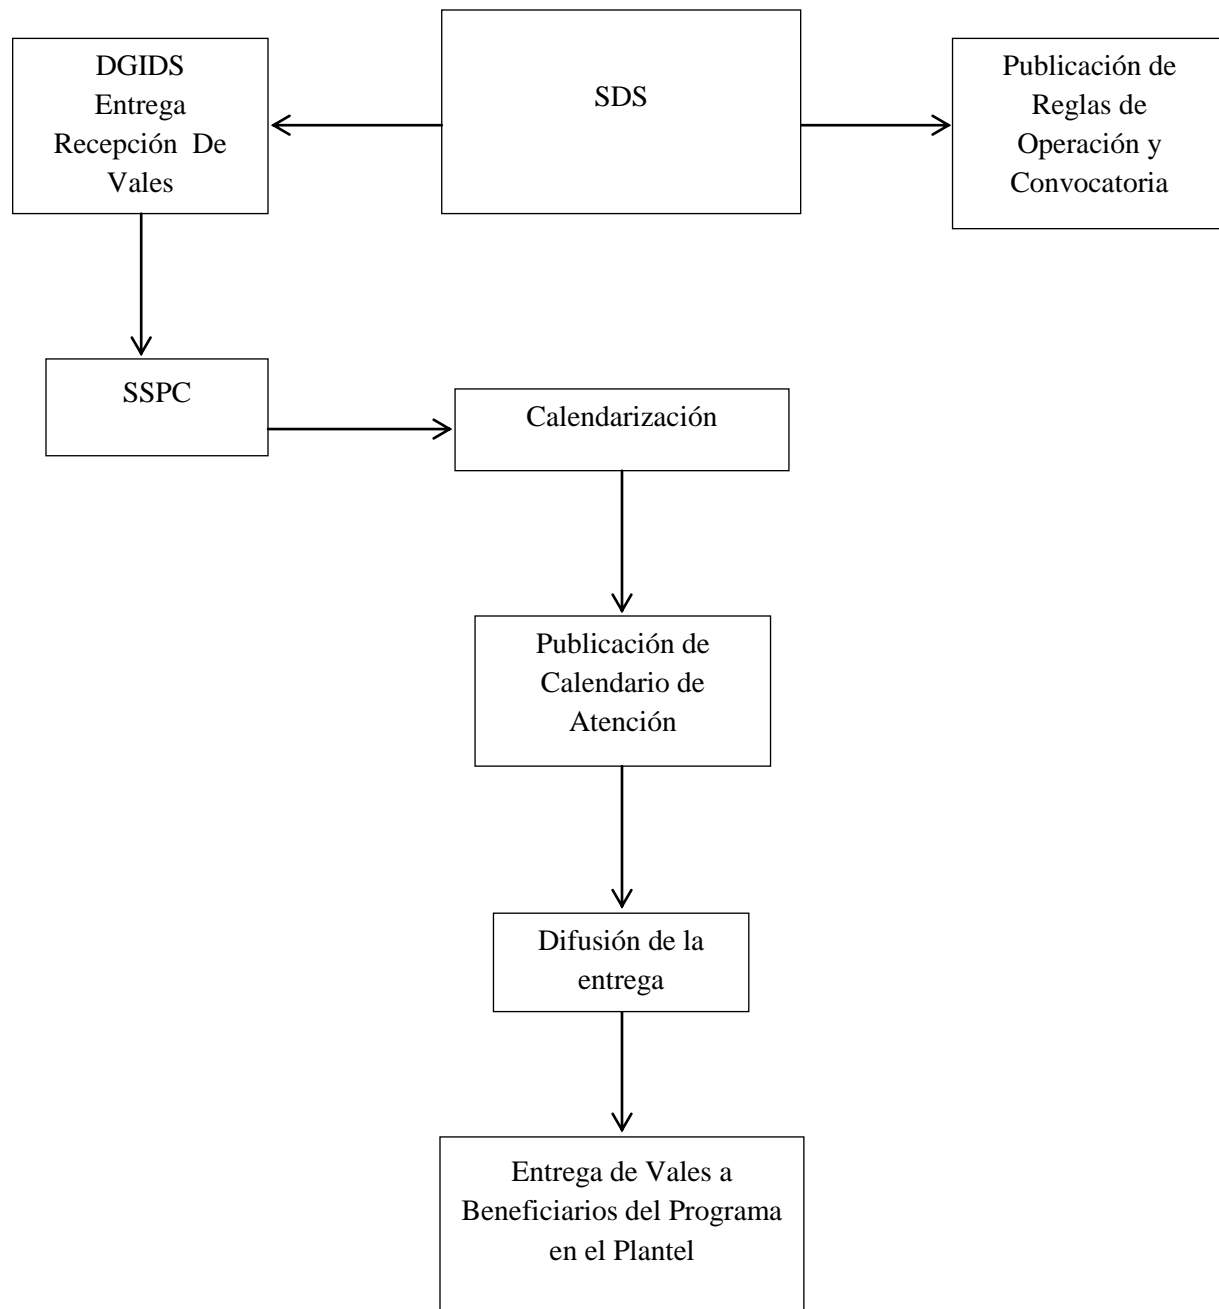 DGIDS
Entrega
Recepción De
Vales
SDS
Publicación de
Reglas de
Operación y
Convocatoria
SSPC
Calendarización
Publicación de
Calendario de
Atención
Difusión de la
entrega
Entrega de Vales a
Beneficiarios del Programa
en el Plantel